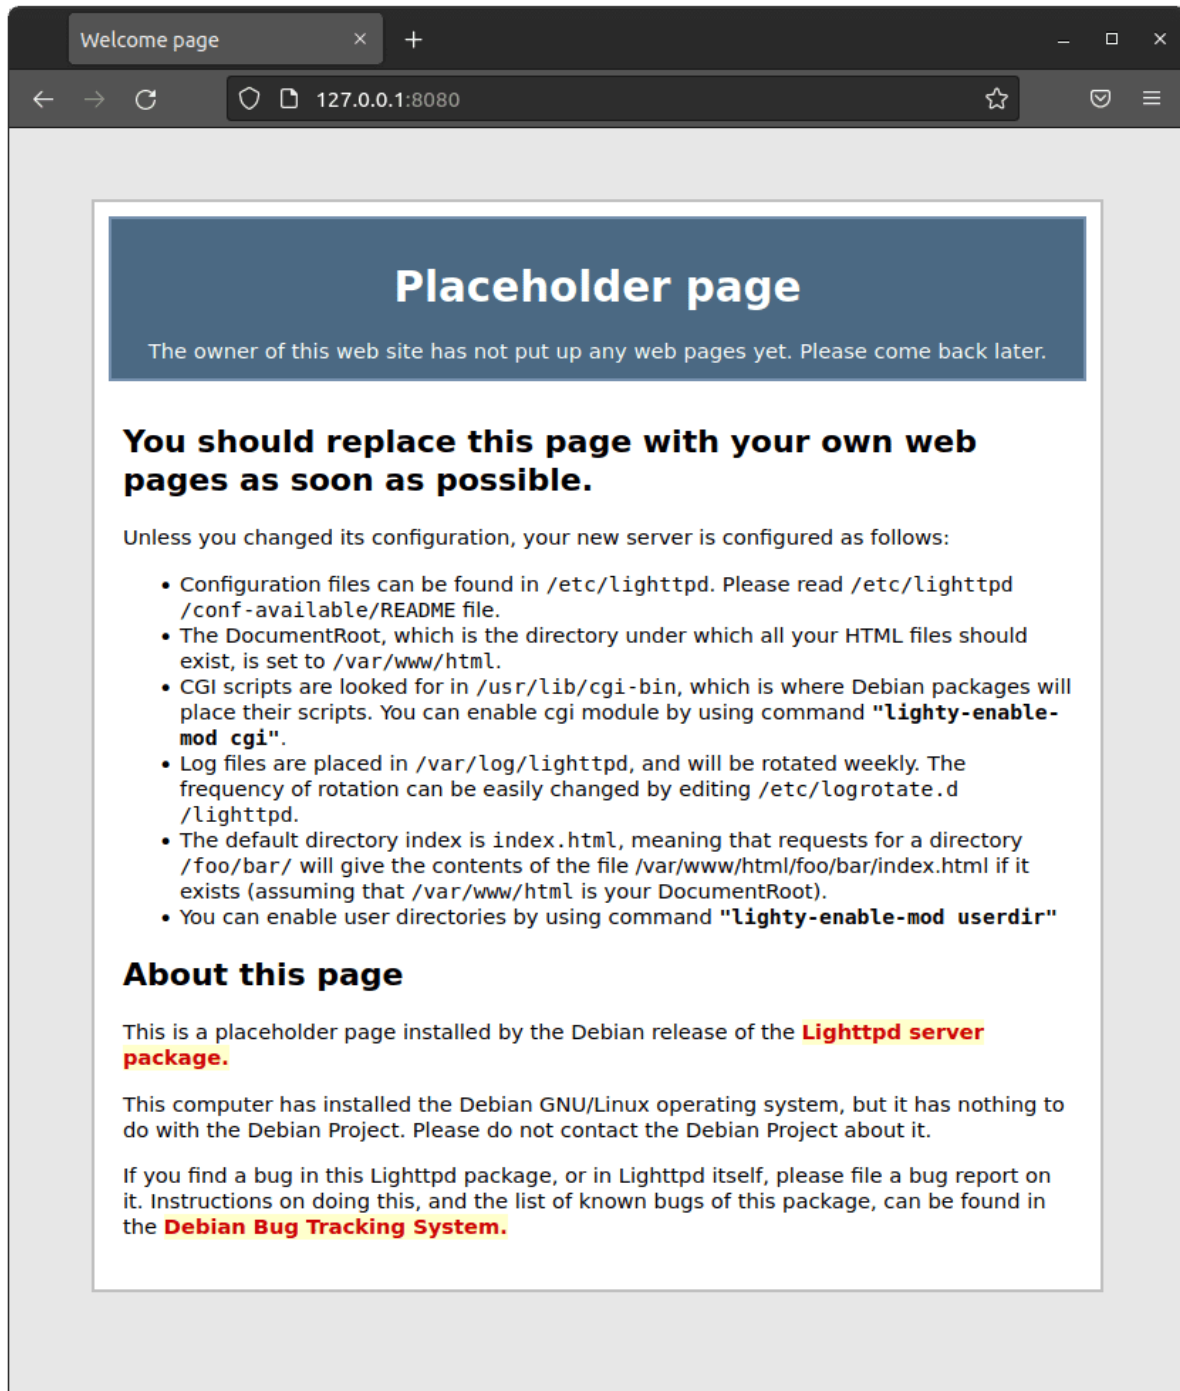 Welcome page
127.0.0.1:8080
Placeholder page
The owner of this web site has not put up any web pages yet. Please come back later.
You should replace this page with your own web
pages as soon as possible.
Unless you changed its configuration, your new server is configured as follows:
• Configuration files can be found in /etc/lighttpd. Please read /etc/lighttpd
/conf-available/README file.
• The DocumentRoot, which is the directory under which all your HTML files should
exist, is set to /var/www/html.
• CGI scripts are looked for in /usr/lib/cgi-bin, which is where Debian packages will
place their scripts. You can enable cgi module by using command "lighty-enable-
mod cgi".
• Log files are placed in /var/log/lighttpd, and will be rotated weekly. The
frequency of rotation can be easily changed by editing /etc/logrotate.d
/lighttpd.
• The default directory index is index.html, meaning that requests for a directory
/foo/bar/ will give the contents of the file /var/www/html/foo/bar/index.html if it
exists (assuming that /var/www/html is your DocumentRoot).
• You can enable user directories by using command "lighty-enable-mod userdir"
About this page
This is a placeholder page installed by the Debian release of the Lighttpd server
package.
This computer has installed the Debian GNU/Linux operating system, but it has nothing to
do with the Debian Project. Please do not contact the Debian Project about it.
If you find a bug in this Lighttpd package, or in Lighttpd itself, please file a bug report on
it. Instructions on doing this, and the list of known bugs of this package, can be found in
the Debian Bug Tracking System.